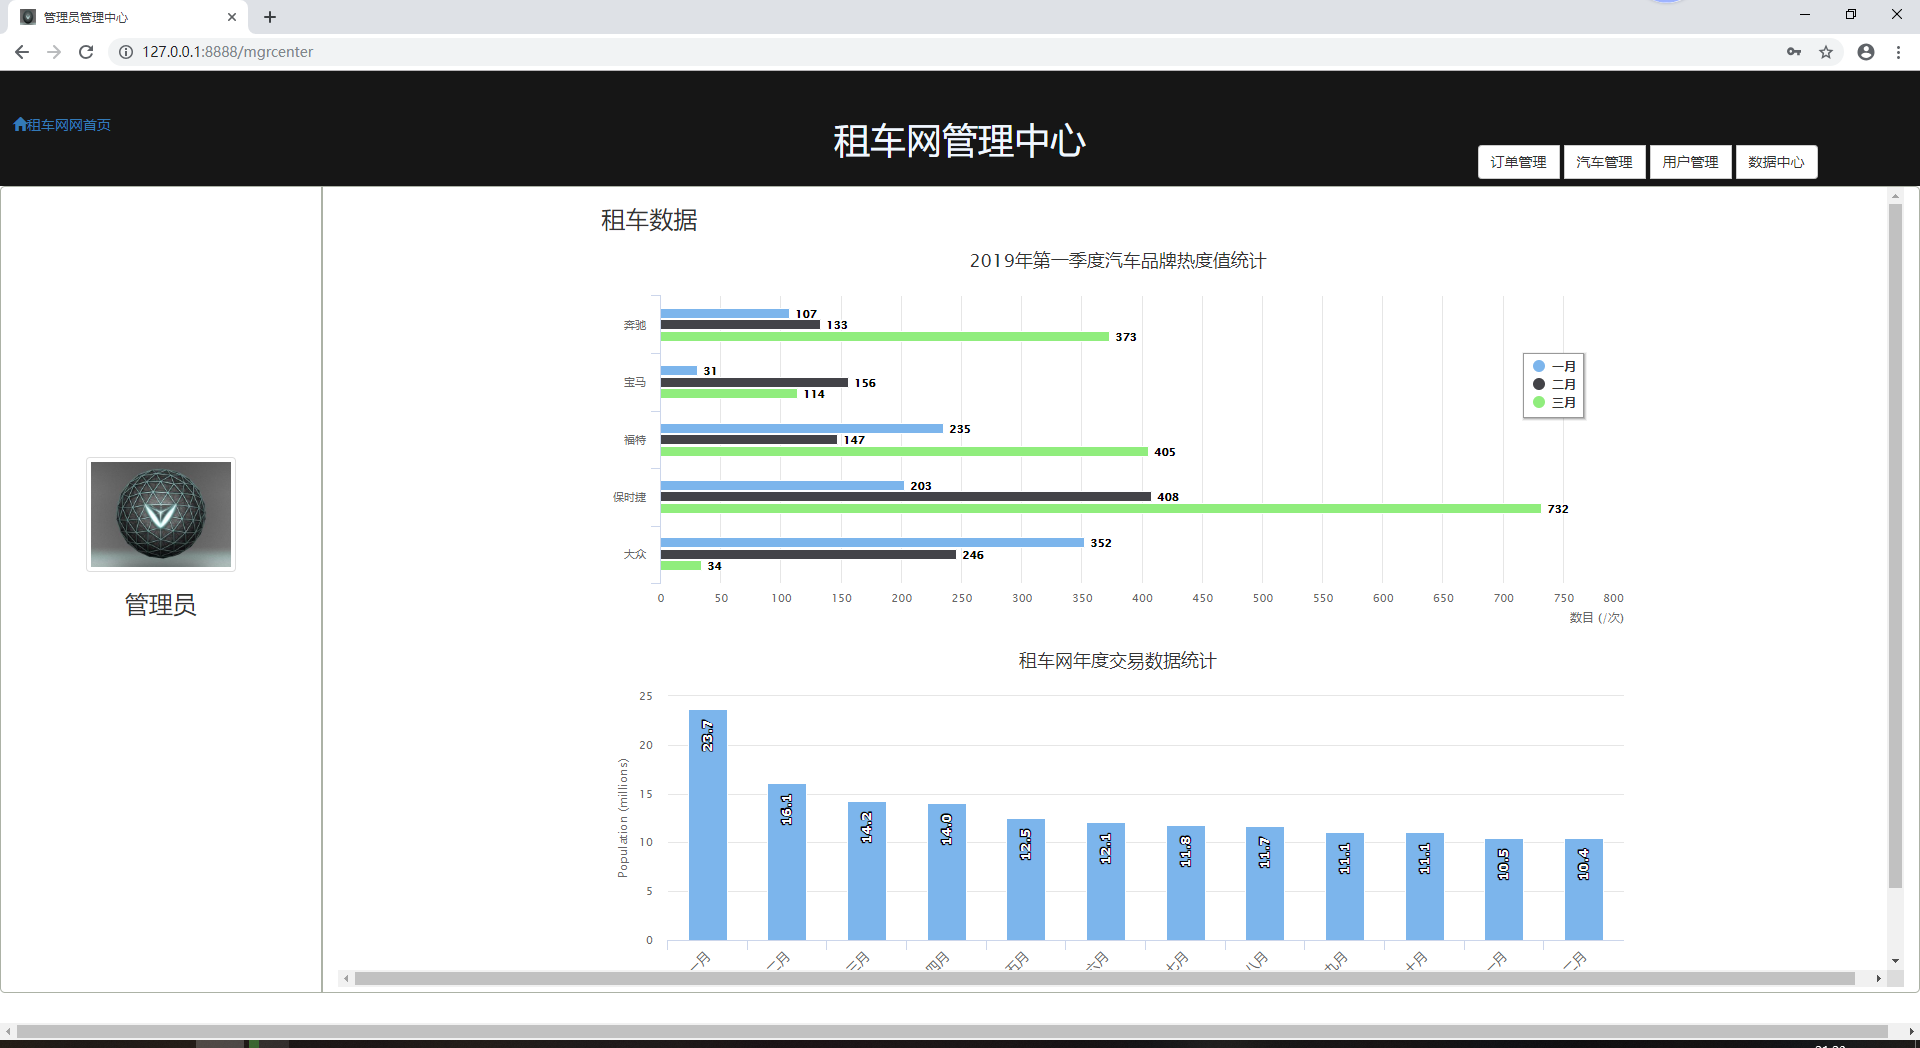 管理员管理中心
127.0.0.1:8888/mgrcenter
租车网网首页
租车网管理中心
订单管理 汽车管理 用户管理 数据中心
租车数据
2019年第一季度汽车品牌热度值统计
奔驰 107 133 373
宝马 31 156 114
福特 235 147 405
保时捷 203 408 732
大众 352 246 34
一月
二月
三月
0 50 100 150 200 250 300 350 400 450 500 550 600 650 700 750 800
数目 (/次)
管理员
租车网年度交易数据统计
Population (millions)
25
20
15
10
5
0
23.7 16.1 14.2 14.0 12.5 12.1 11.8 11.7 11.1 11.1 10.5 10.4
一月 二月 三月 四月 五月 六月 七月 八月 九月 十月 一月 二月